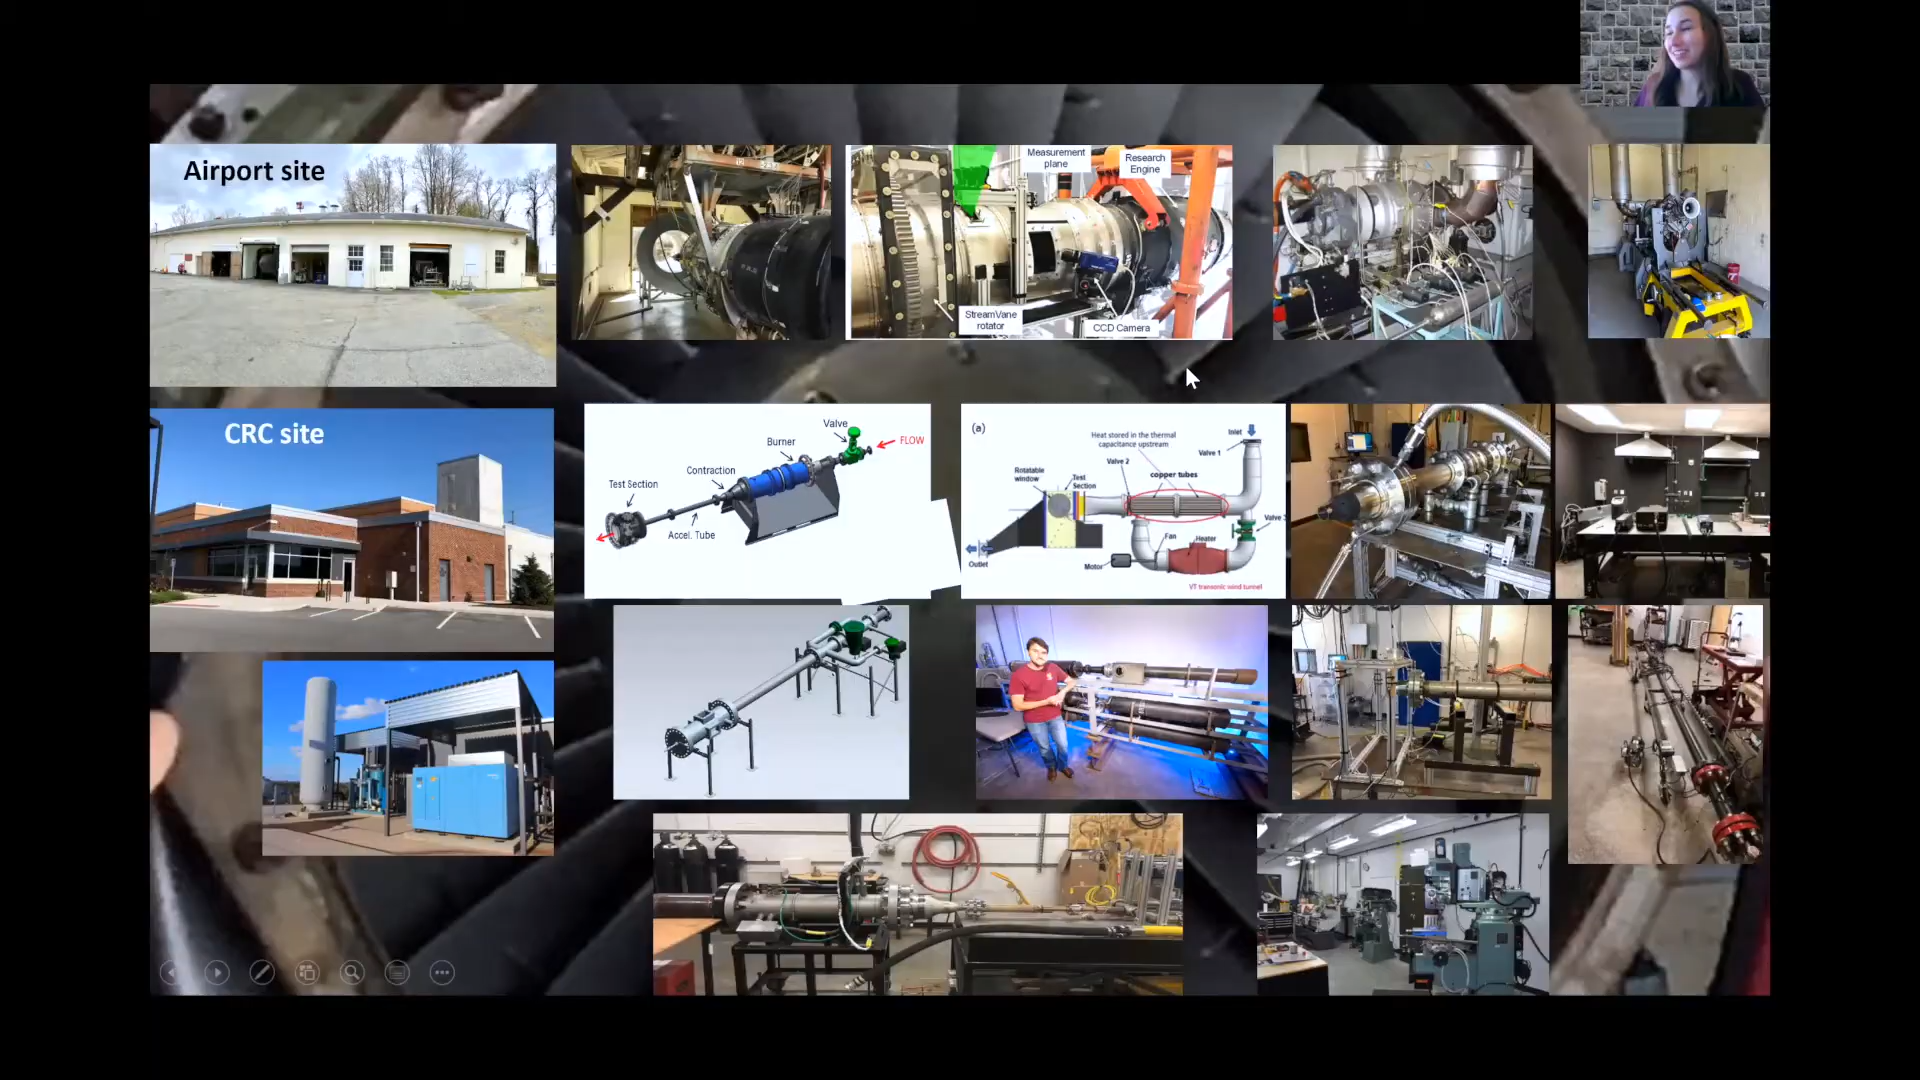 Airport site
Measurement
plane
Research
Engine
StreamVane
rotator
CCD Camera
CRC site
Valve
FLOW
Burner
Contraction
Test Section
Accel. Tube
(a)
Heat stored in the thermal
capacitance upstream
Inlet
Valve 1
Valve 2
copper tubes
Rotatable
window
Test
Section
Valve
Fan
Heater
Motor
Outlet
VT transonic wind tunnel